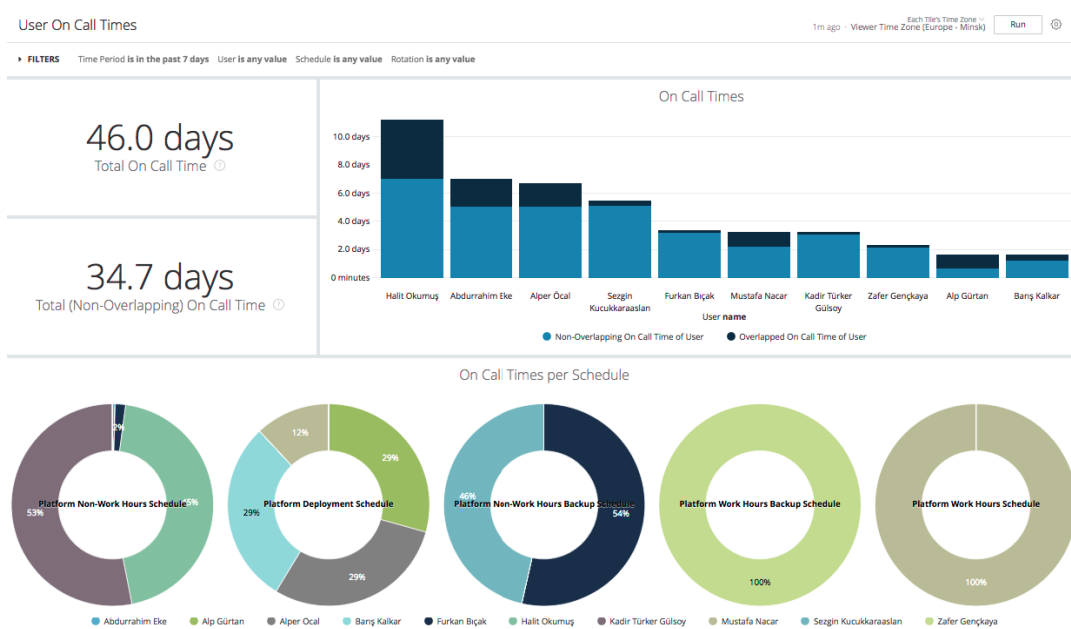 User On Call Times
Each Tile's Time Zone
1m ago · Viewer Time Zone (Europe - Minsk)
Run
FILTERS Time Period is in the past 7 days User is any value Schedule is any value Rotation is any value
46.0 days
Total On Call Time ?
34.7 days
Total (Non-Overlapping) On Call Time ?
On Call Times
10.0 days
8.0 days
6.0 days
4.0 days
2.0 days
0 minutes
Halit Okumuş Abdurrahim Eke Alper Öcal Sezgin Kucukkaraaslan Furkan Bıçak Mustafa Nacar Kadir Türker Gülsoy Zafer Gençkaya Alp Gürtan Barış Kalkar
User name
Non-Overlapping On Call Time of User Overlapped On Call Time of User
On Call Times per Schedule
2%
Platform Non-Work Hours Schedule
45%
53%
12%
29%
Platform Deployment Schedule
29%
29%
46%
Platform Non-Work Hours Backup Schedule
54%
Platform Work Hours Backup Schedule
100%
Platform Work Hours Schedule
100%
Abdurrahim Eke Alp Gürtan Alper Ocal Barış Kalkar Furkan Bıçak Halit Okumuş Kadir Türker Gülsoy Mustafa Nacar Sezgin Kucukkaraaslan Zafer Gençkaya